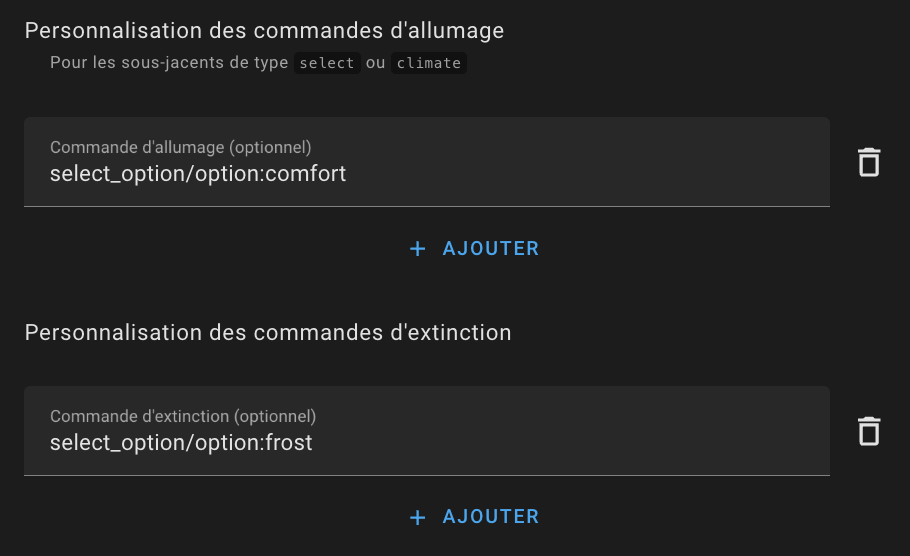 Personnalisation des commandes d'allumage
Pour les sous-jacents de type select ou climate
Commande d'allumage (optionnel)
select_option/option:comfort
+ AJOUTER
Personnalisation des commandes d'extinction
Commande d'extinction (optionnel)
select_option/option:frost
+ AJOUTER